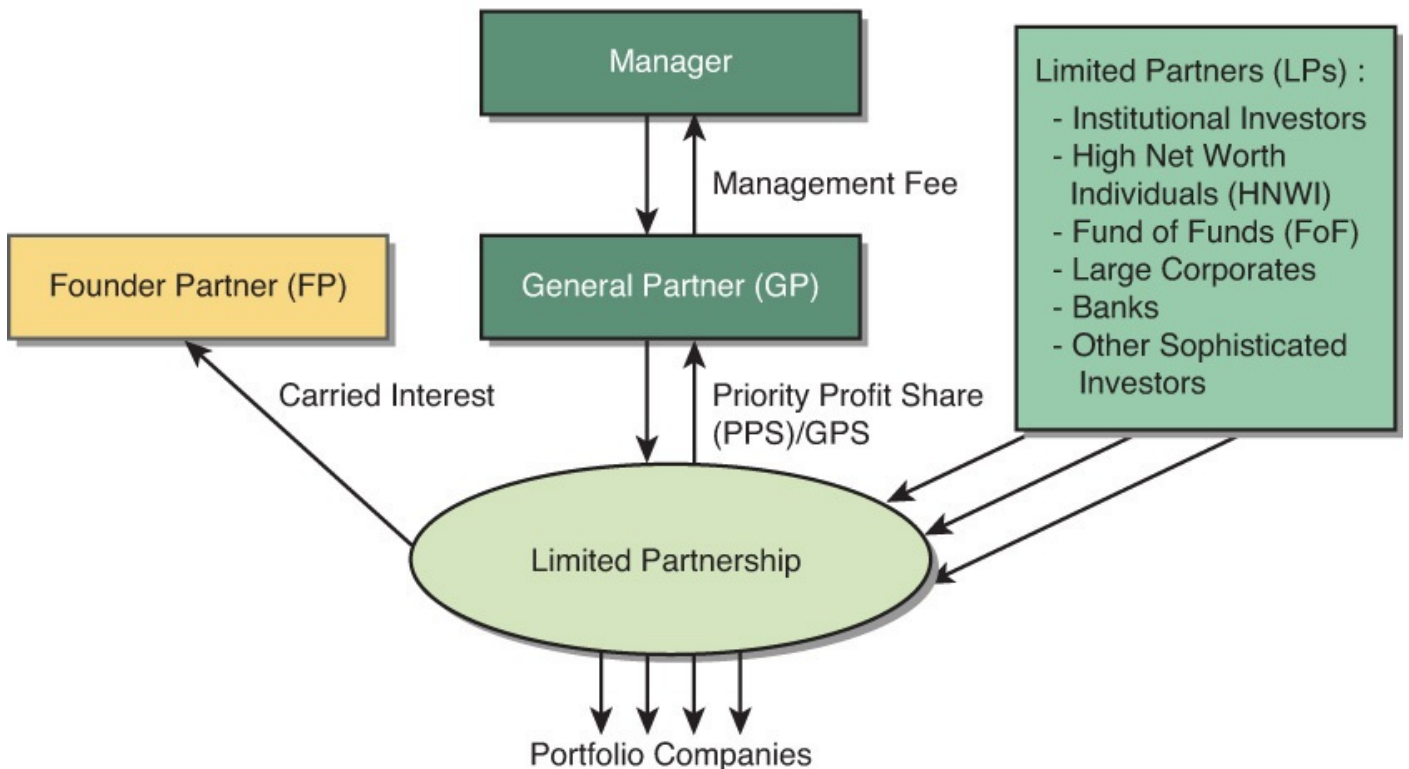 Manager
Management Fee
Founder Partner (FP)
General Partner (GP)
Carried Interest
Priority Profit Share
(PPS)/GPS
Limited Partners (LPs) :
- Institutional Investors
- High Net Worth
Individuals (HNWI)
- Fund of Funds (FoF)
- Large Corporates
- Banks
- Other Sophisticated
Investors
Limited Partnership
Portfolio Companies